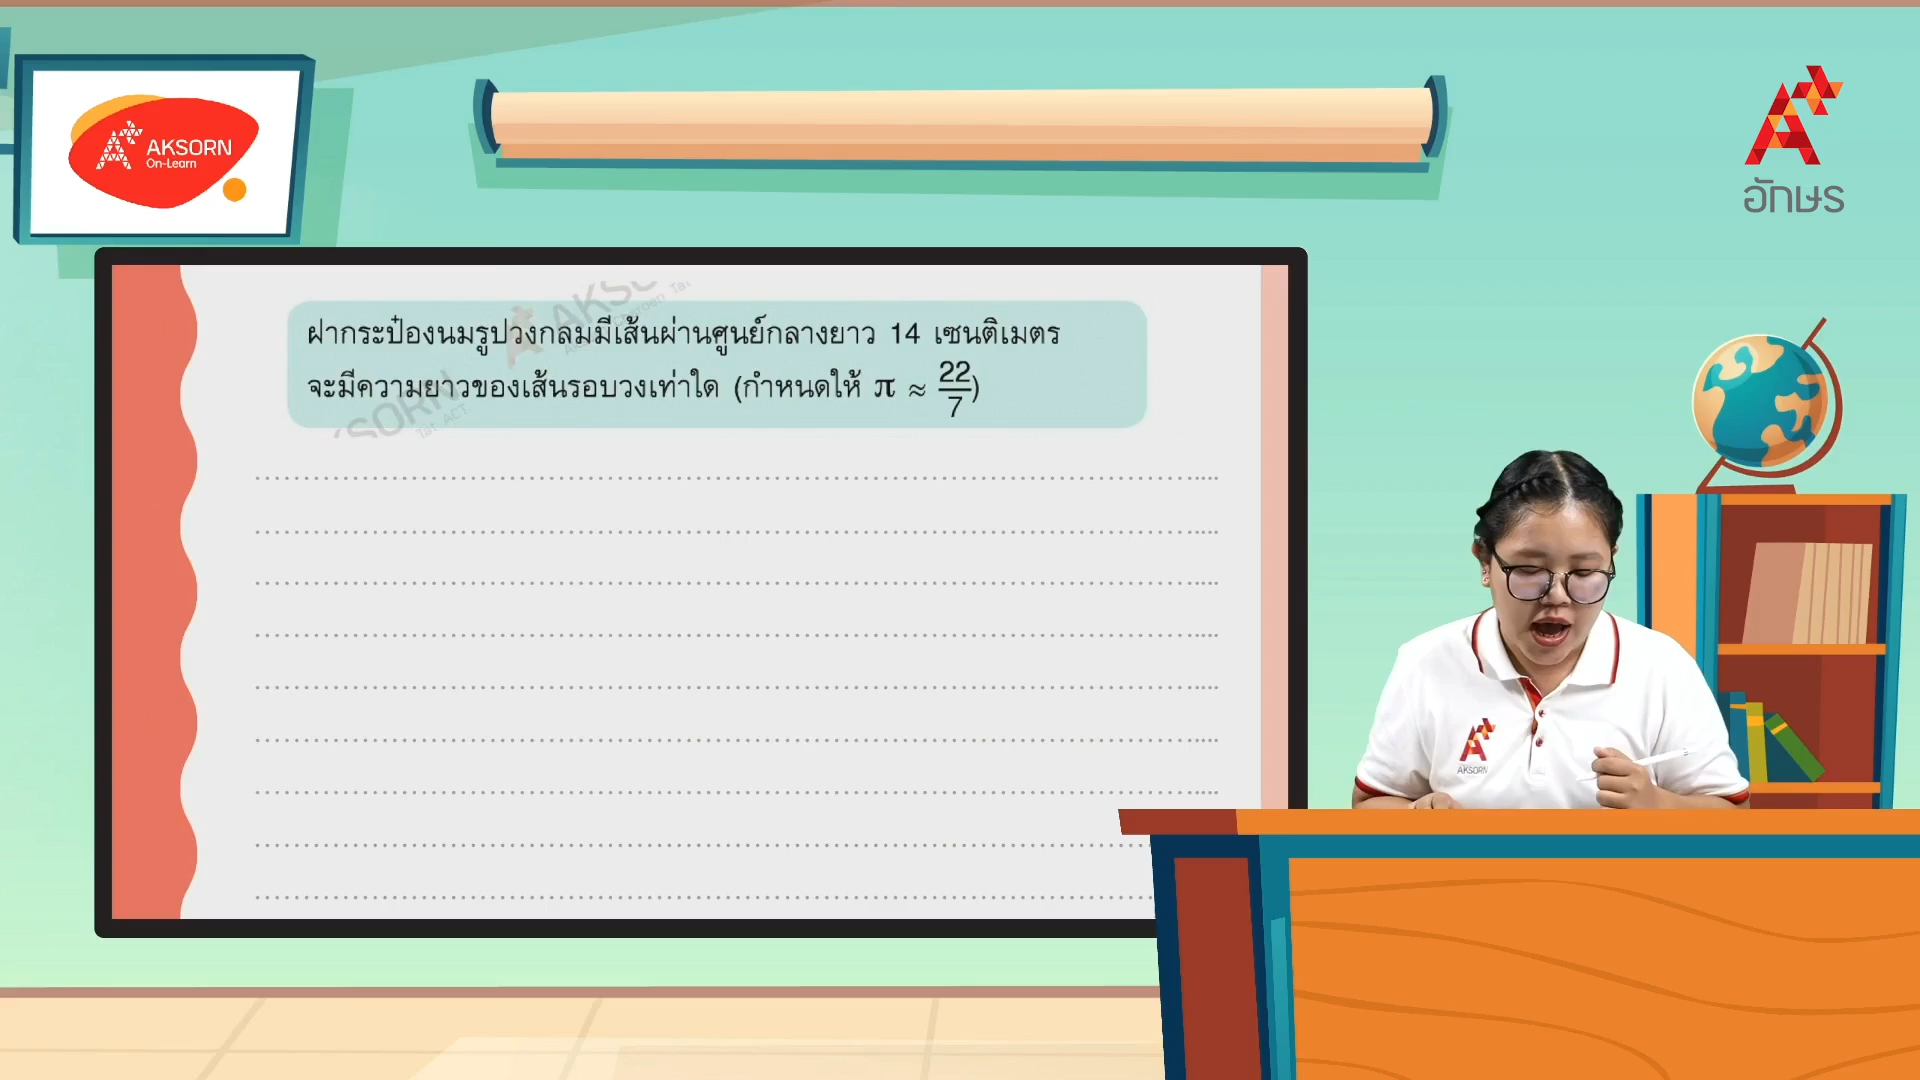 AKSORN
On-Learn
อักษร
ฝากระป๋องนมรูปวงกลมมีเส้นผ่านศูนย์กลางยาว 14 เซนติเมตร
จะมีความยาวของเส้นรอบวงเท่าใด (กำหนดให้ π ≈ 22/7)
AKSORN